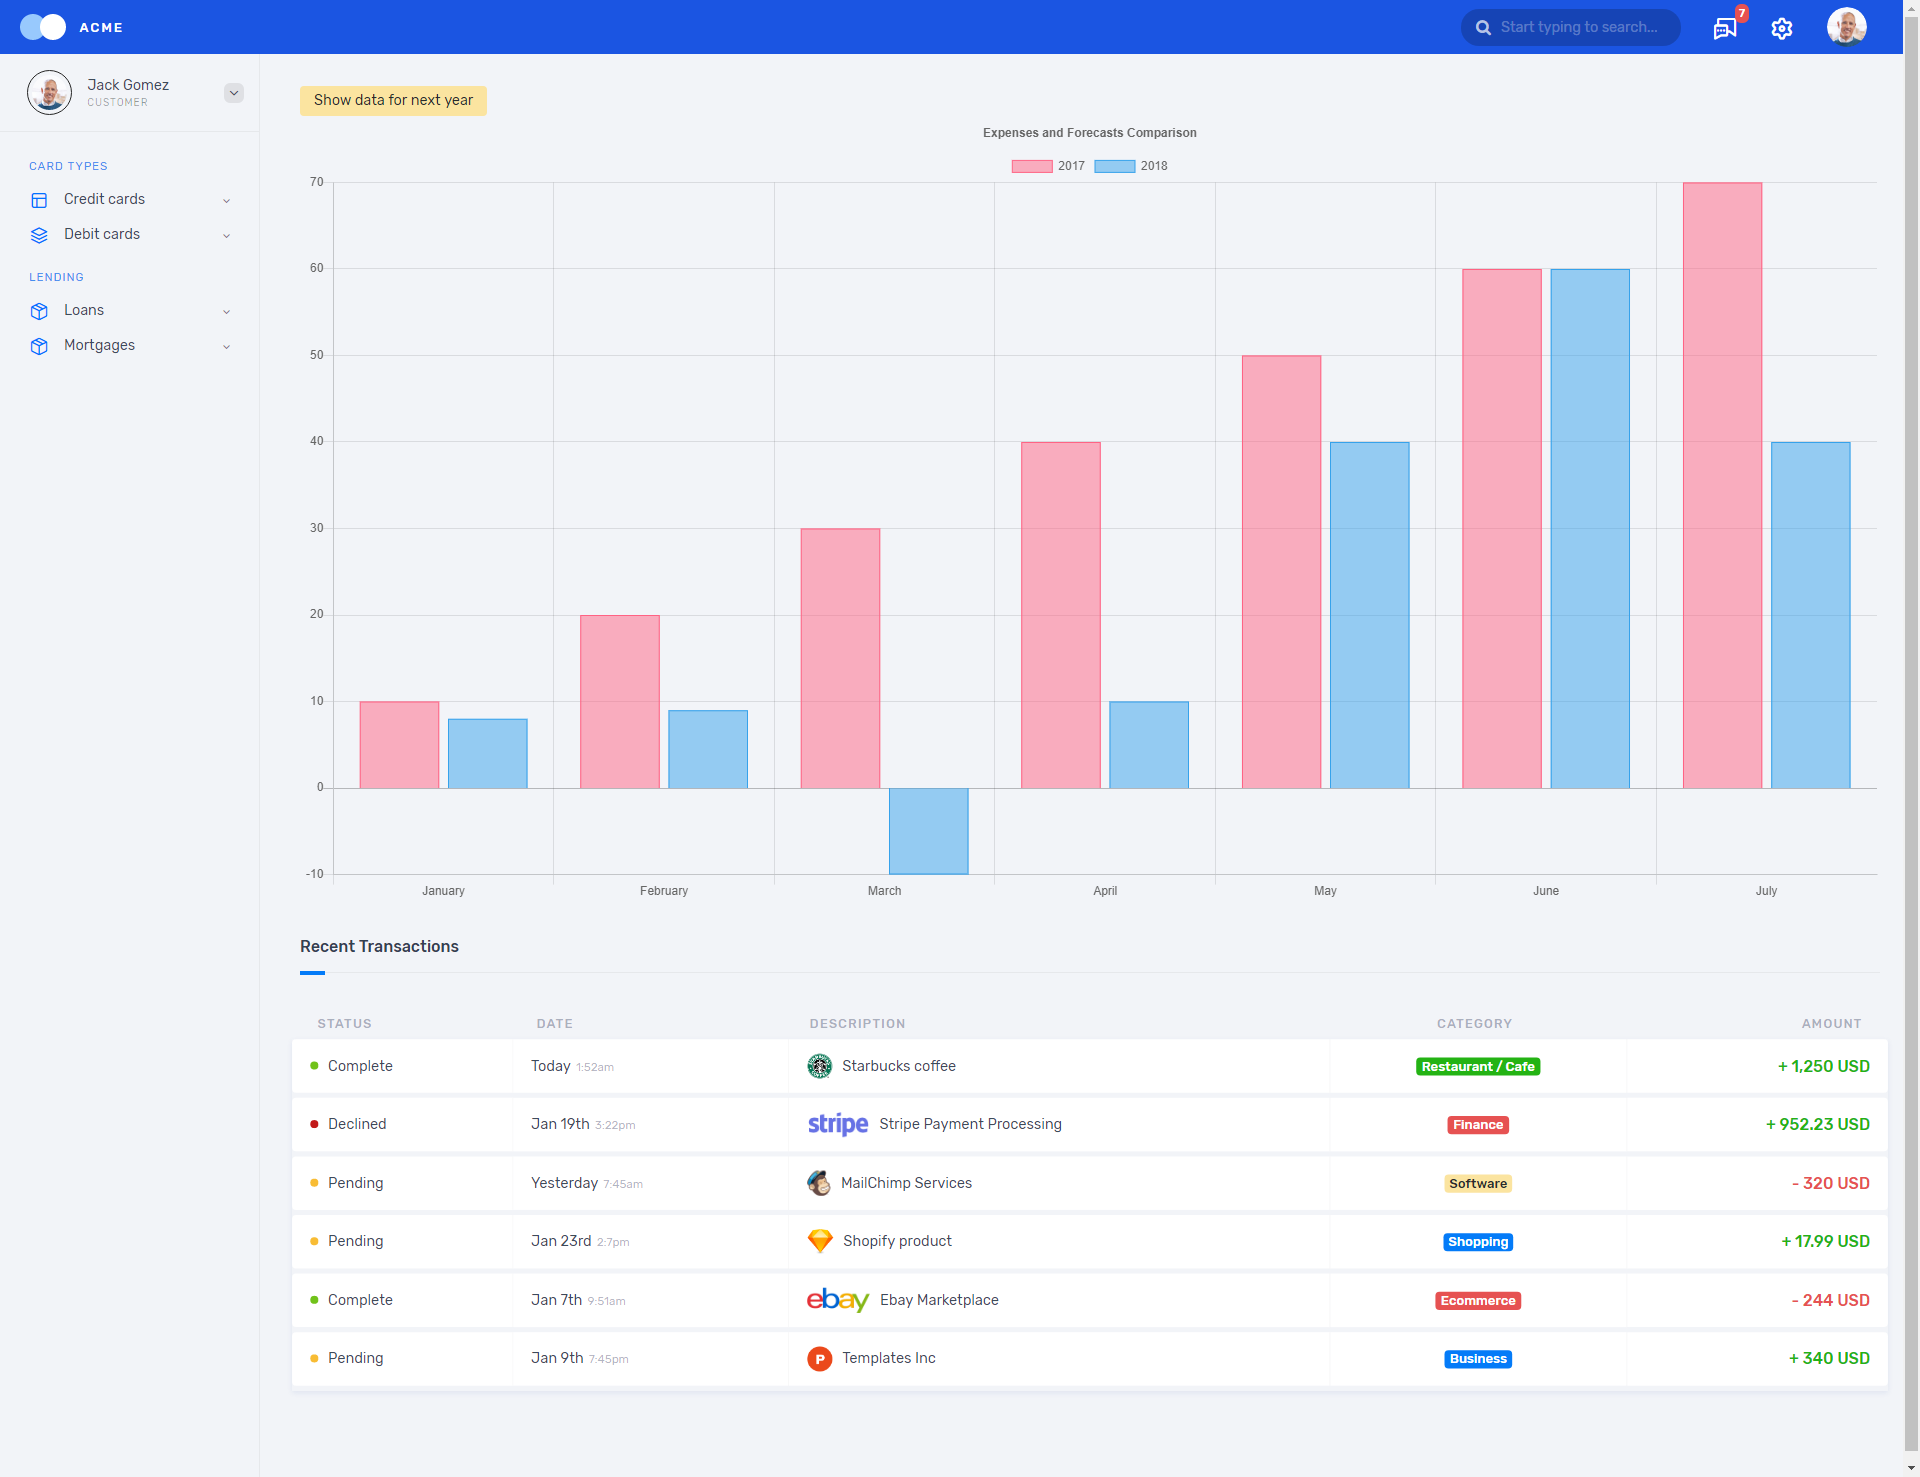 ACME
Start typing to search...
7
Jack Gomez
CUSTOMER
CARD TYPES
Credit cards
Debit cards
LENDING
Loans
Mortgages
Show data for next year
Expenses and Forecasts Comparison
2017 2018
70
60
50
40
30
20
10
0
-10
January February March April May June July
Recent Transactions
STATUS DATE DESCRIPTION CATEGORY AMOUNT
Complete Today 1:52am Starbucks coffee Restaurant / Cafe + 1,250 USD
Declined Jan 19th 3:22pm stripe Stripe Payment Processing Finance + 952.23 USD
Pending Yesterday 7:45am MailChimp Services Software - 320 USD
Pending Jan 23rd 2:7pm Shopify product Shopping + 17.99 USD
Complete Jan 7th 9:51am ebay Ebay Marketplace Ecommerce - 244 USD
Pending Jan 9th 7:45pm P Templates Inc Business + 340 USD